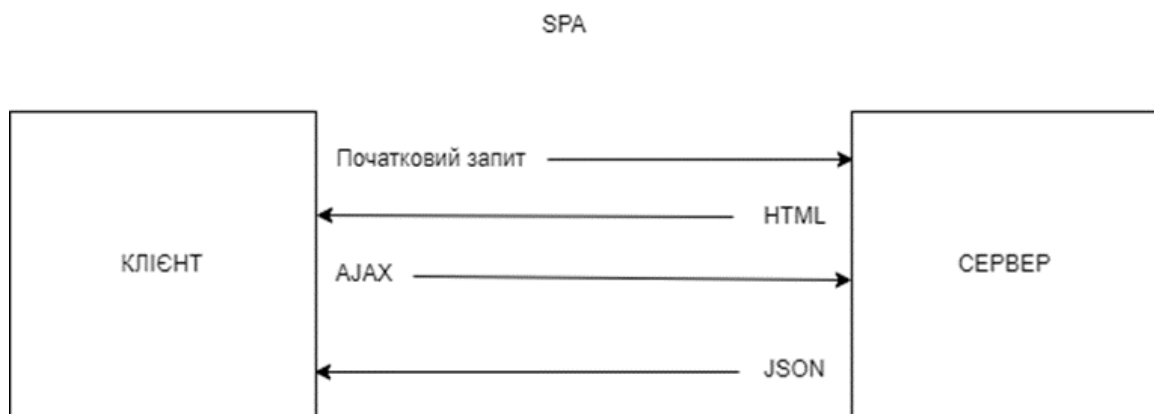 SPA
Початковий запит
HTML
КЛІЄНТ
AJAX
СЕРВЕР
JSON